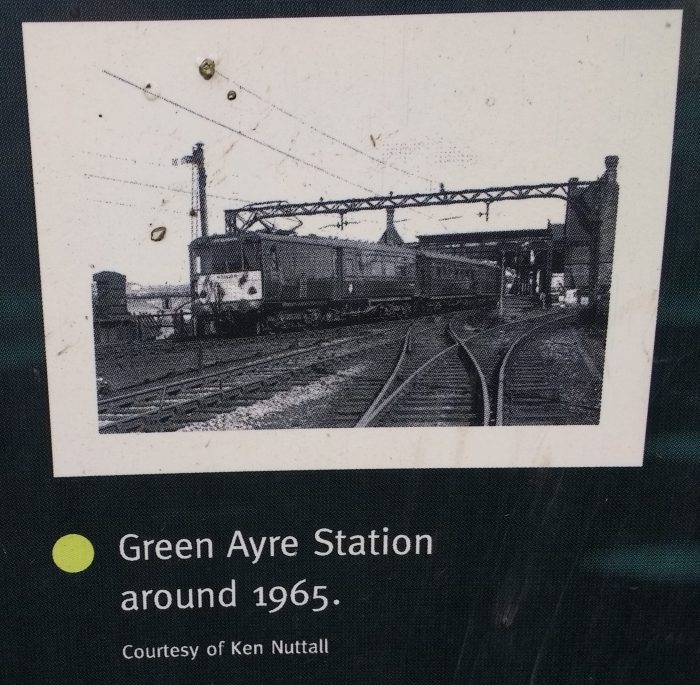 Green Ayre Station
around 1965.
Courtesy of Ken Nuttall